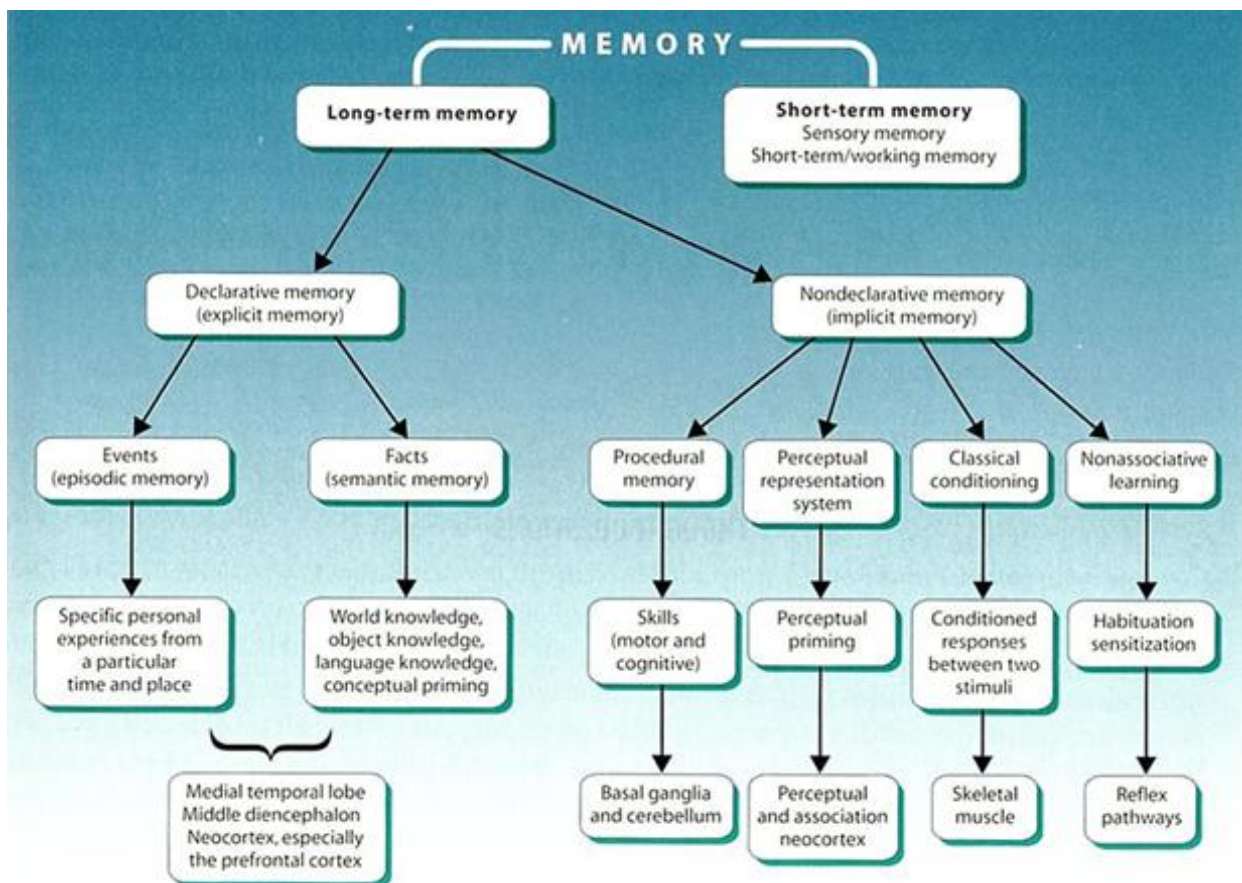 MEMORY
Long-term memory
Short-term memory
Sensory memory
Short-term/working memory
Declarative memory
(explicit memory)
Nondeclarative memory
(implicit memory)
Events
(episodic memory)
Facts
(semantic memory)
Procedural
memory
Perceptual
representation
system
Classical
conditioning
Nonassociative
learning
Specific personal
experiences from
a particular
time and place
World knowledge,
object knowledge,
language knowledge,
conceptual priming
Skills
(motor and
cognitive)
Perceptual
priming
Conditioned
responses
between two
stimuli
Habituation
sensitization
Medial temporal lobe
Middle diencephalon
Neocortex, especially
the prefrontal cortex
Basal ganglia
and cerebellum
Perceptual
and association
neocortex
Skeletal
muscle
Reflex
pathways